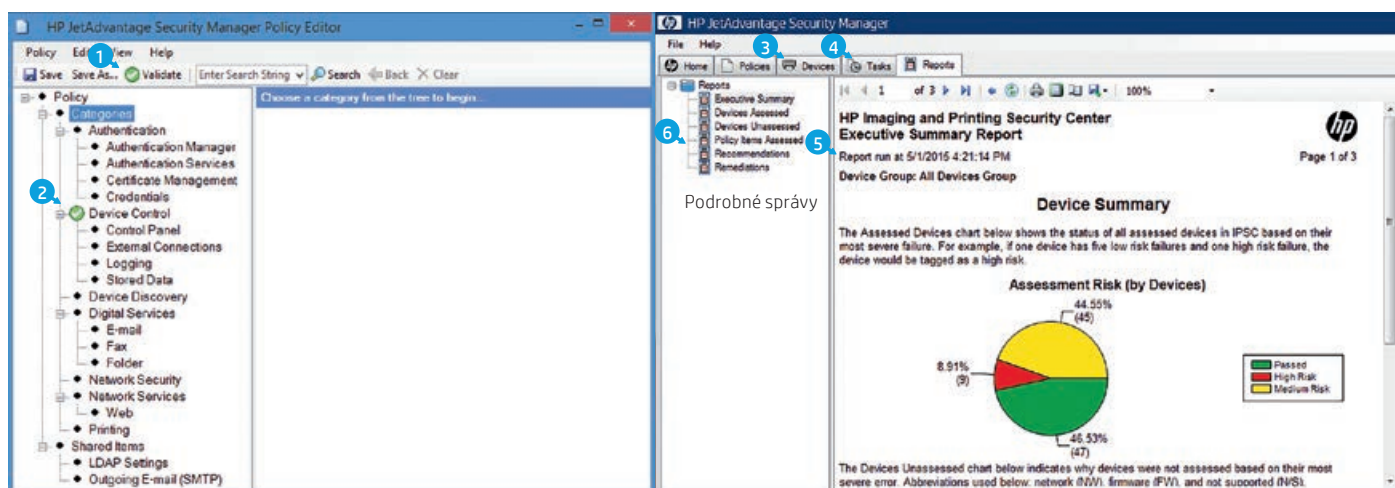 HP JetAdvantage Security Manager Policy Editor
Policy Edit View Help
1
Save Save As... Validate Enter Search String Search Back Clear
Policy
Choose a category from the tree to begin...
Categories
Authentication
Authentication Manager
Authentication Services
Certificate Management
Credentials
2
Device Control
Control Panel
External Connections
Logging
Stored Data
Device Discovery
Digital Services
E-mail
Fax
Folder
Network Security
Network Services
Web
Printing
Shared Items
LDAP Settings
Outgoing E-mail (SMTP)
HP JetAdvantage Security Manager
File Help
3
4
Home Policies Devices Tasks Reports
Reports
Executive Summary
Devices Assessed
Devices Unassessed
6
Policy Items Assessed
Recommendations
Remediations
Podrobné správy
1 of 3 100%
HP Imaging and Printing Security Center
Executive Summary Report
hp
5
Report run at 5/1/2015 4:21:14 PM
Page 1 of 3
Device Group: All Devices Group
Device Summary
The Assessed Devices chart below shows the status of all assessed devices in IPSC based on their
most severe failure. For example, if one device has five low risk failures and one high risk failure, the
device would be tagged as a high risk.
Assessment Risk (by Devices)
44.55%
(45)
8.91%
(9)
Passed
High Risk
Medium Risk
46.53%
(47)
The Devices Unassessed chart below indicates why devices were not assessed based on their most
severe error. Abbreviations used below: network (NW), firmware (FW), and not supported (N/S).